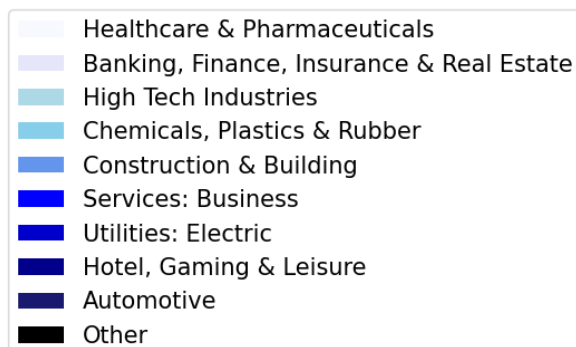 Healthcare & Pharmaceuticals
Banking, Finance, Insurance & Real Estate
High Tech Industries
Chemicals, Plastics & Rubber
Construction & Building
Services: Business
Utilities: Electric
Hotel, Gaming & Leisure
Automotive
Other